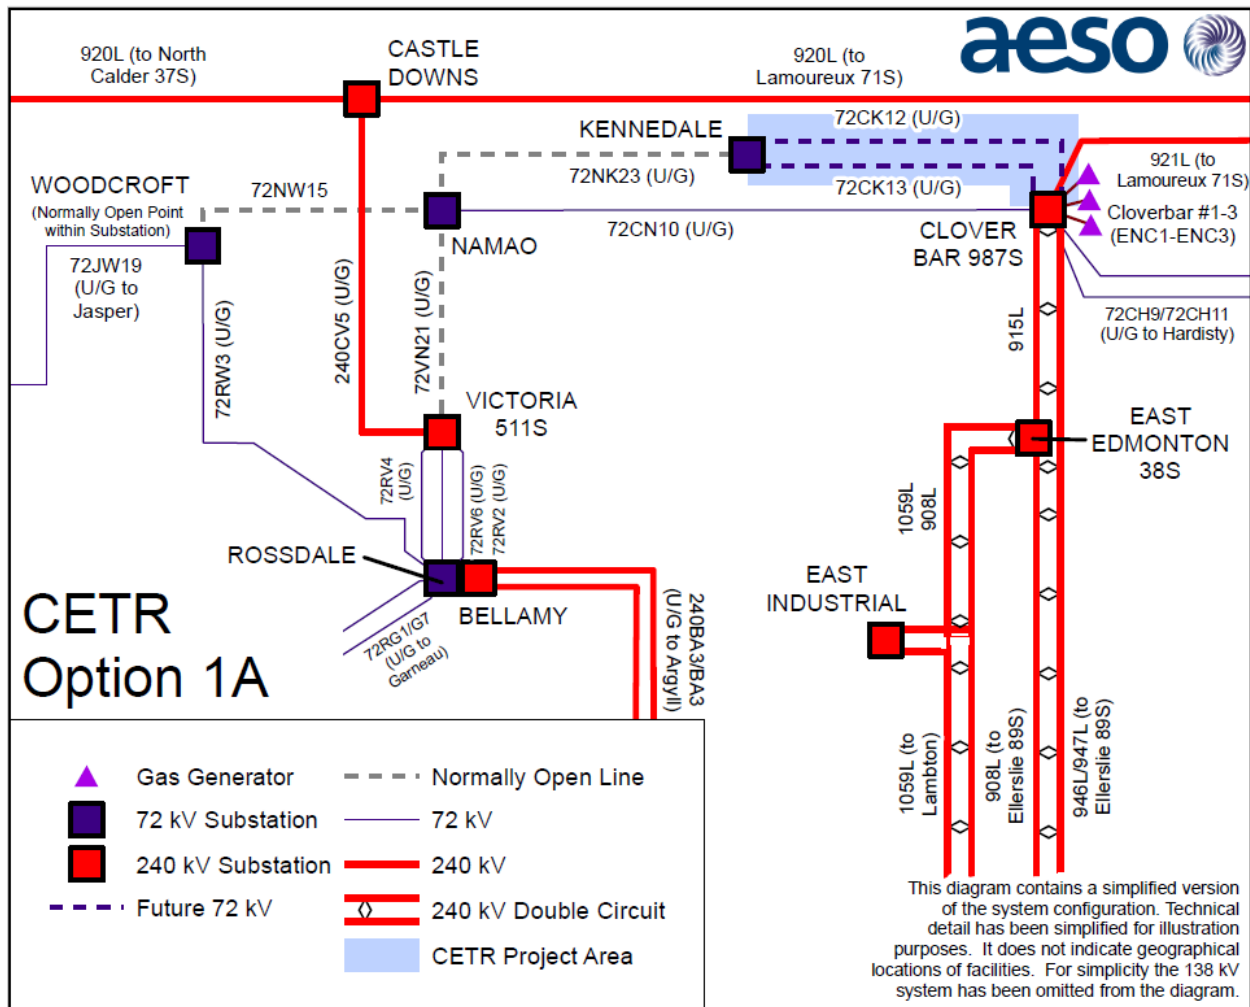 920L (to North
Calder 37S)
CASTLE
DOWNS
920L (to
Lamoureux 71S)
aeso
KENNEDALE
72CK12 (U/G)
72NK23 (U/G)
72CK13 (U/G)
921L (to
Lamoureux 71S)
Cloverbar #1-3
(ENC1-ENC3)
WOODCROFT
(Normally Open Point
within Substation)
72NW15
NAMAO
72CN10 (U/G)
CLOVER
BAR 987S
72JW19
(U/G to
Jasper)
72RW3 (U/G)
240CV5 (U/G)
72VN21 (U/G)
915L
72CH9/72CH11
(U/G to Hardisty)
VICTORIA
511S
EAST
EDMONTON
38S
72RV4
(U/G)
72RV6 (U/G)
72RV2 (U/G)
1059L
908L
ROSSDALE
BELLAMY
EAST
INDUSTRIAL
72RG1/G7
(U/G to
Garneau)
240BA3/BA3
(U/G to Argyll)
CETR
Option 1A
1059L (to
Lambton)
908L (to
Ellerslie 89S)
946L/947L (to
Ellerslie 89S)
Gas Generator
Normally Open Line
72 kV Substation
72 kV
240 kV Substation
240 kV
Future 72 kV
240 kV Double Circuit
CETR Project Area
This diagram contains a simplified version
of the system configuration. Technical
detail has been simplified for illustration
purposes. It does not indicate geographical
locations of facilities. For simplicity the 138 kV
system has been omitted from the diagram.